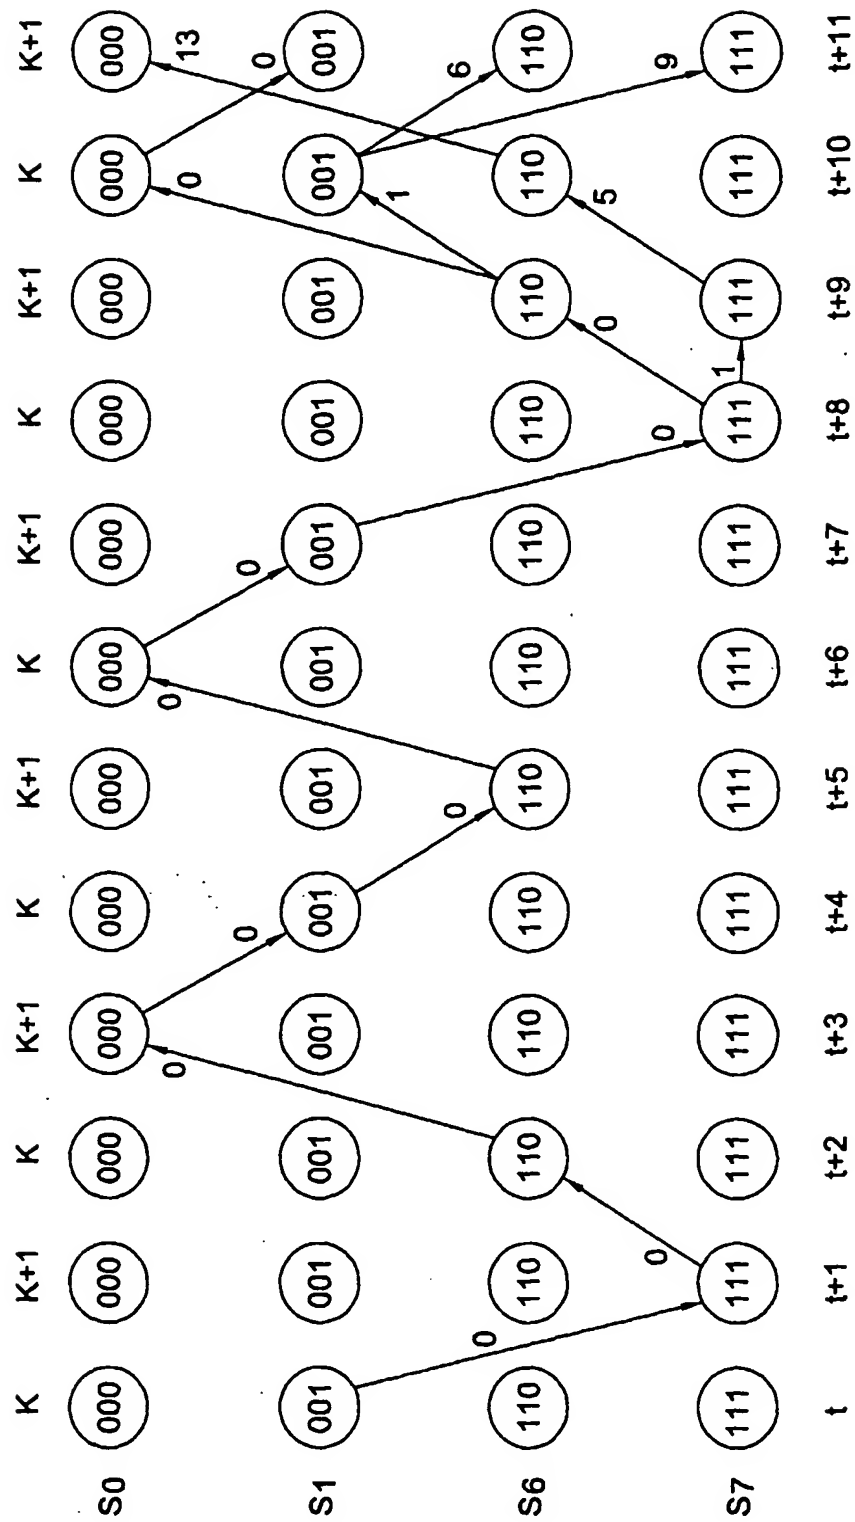 K K+1 K K+1 K K+1 K K+1 K K+1 K K+1
S0 000 000 000 000 000 000 000 000 000 000 000 000
0 0 0 13
0 0 0
S1 001 001 001 001 001 001 001 001 001 001 001 001
1
0 0 6
S6 110 110 110 110 110 110 110 110 110 110 110 110
0 5
0 0 9
1
S7 111 111 111 111 111 111 111 111 111 111 111 111
t t+1 t+2 t+3 t+4 t+5 t+6 t+7 t+8 t+9 t+10 t+11